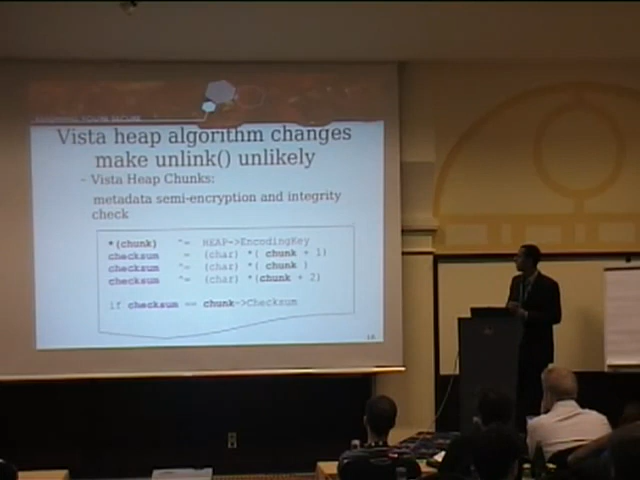 Vista heap algorithm changes
make unlink() unlikely
– Vista Heap Chunks:
metadata semi-encryption and integrity
check
*(chunk) ^= HEAP->EncodingKey
checksum = (char) *( chunk + 1)
checksum ^= (char) *( chunk )
checksum ^= (char) *(chunk + 2)
if checksum == chunk->Checksum